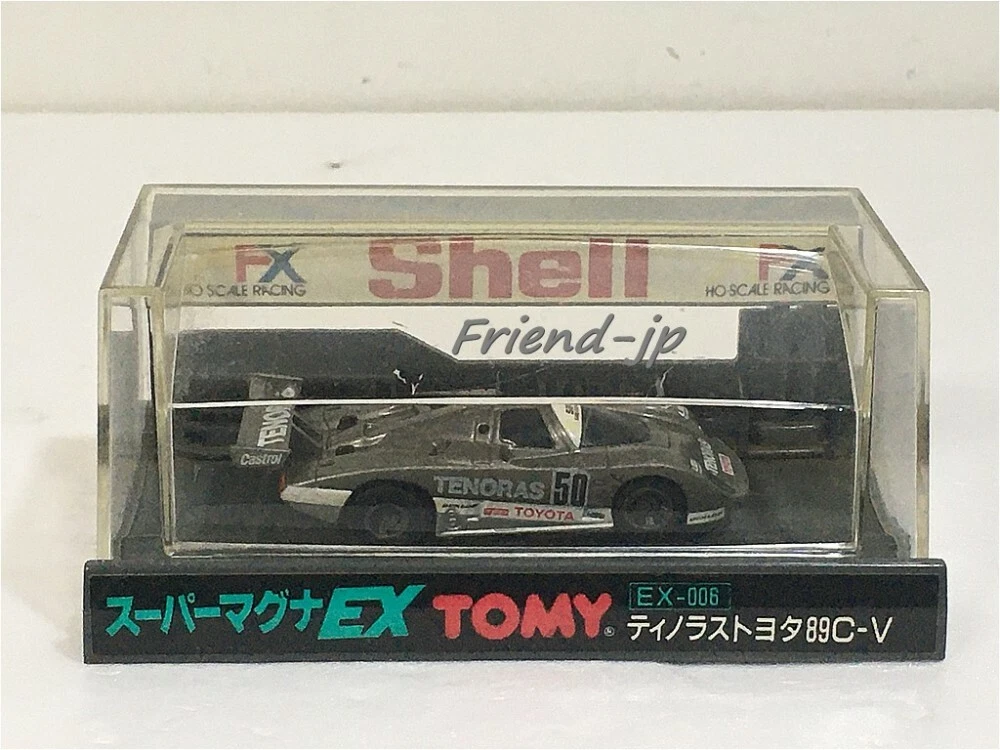 FX Shell FX
HO SCALE RACING HO SCALE RACING
Friend-jp
TENORAS
Castrol
TENORAS 50
TOYOTA
スーパーマグナEX TOMY EX-006
ティノラストヨタ89C-V